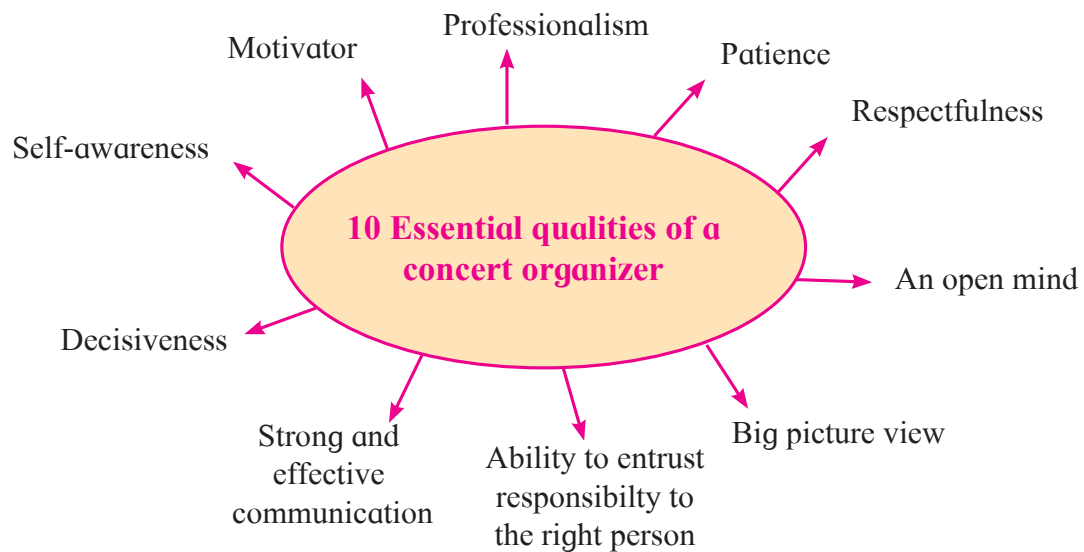 Professionalism
Motivator
Patience
Respectfulness
Self-awareness
10 Essential qualities of a
concert organizer
An open mind
Decisiveness
Big picture view
Strong and
effective
communication
Ability to entrust
responsibilty to
the right person